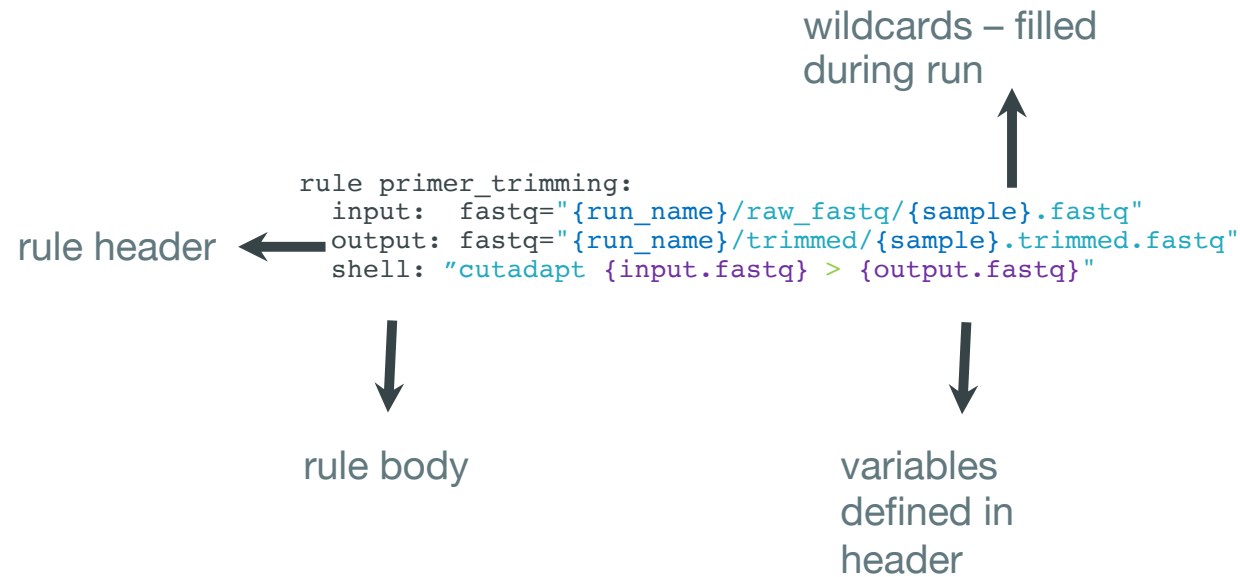 wildcards – filled
during run
rule primer_trimming:
input:  fastq="{run_name}/raw_fastq/{sample}.fastq"
rule header
output: fastq="{run_name}/trimmed/{sample}.trimmed.fastq"
shell: ”cutadapt {input.fastq} > {output.fastq}"
rule body
variables
defined in
header